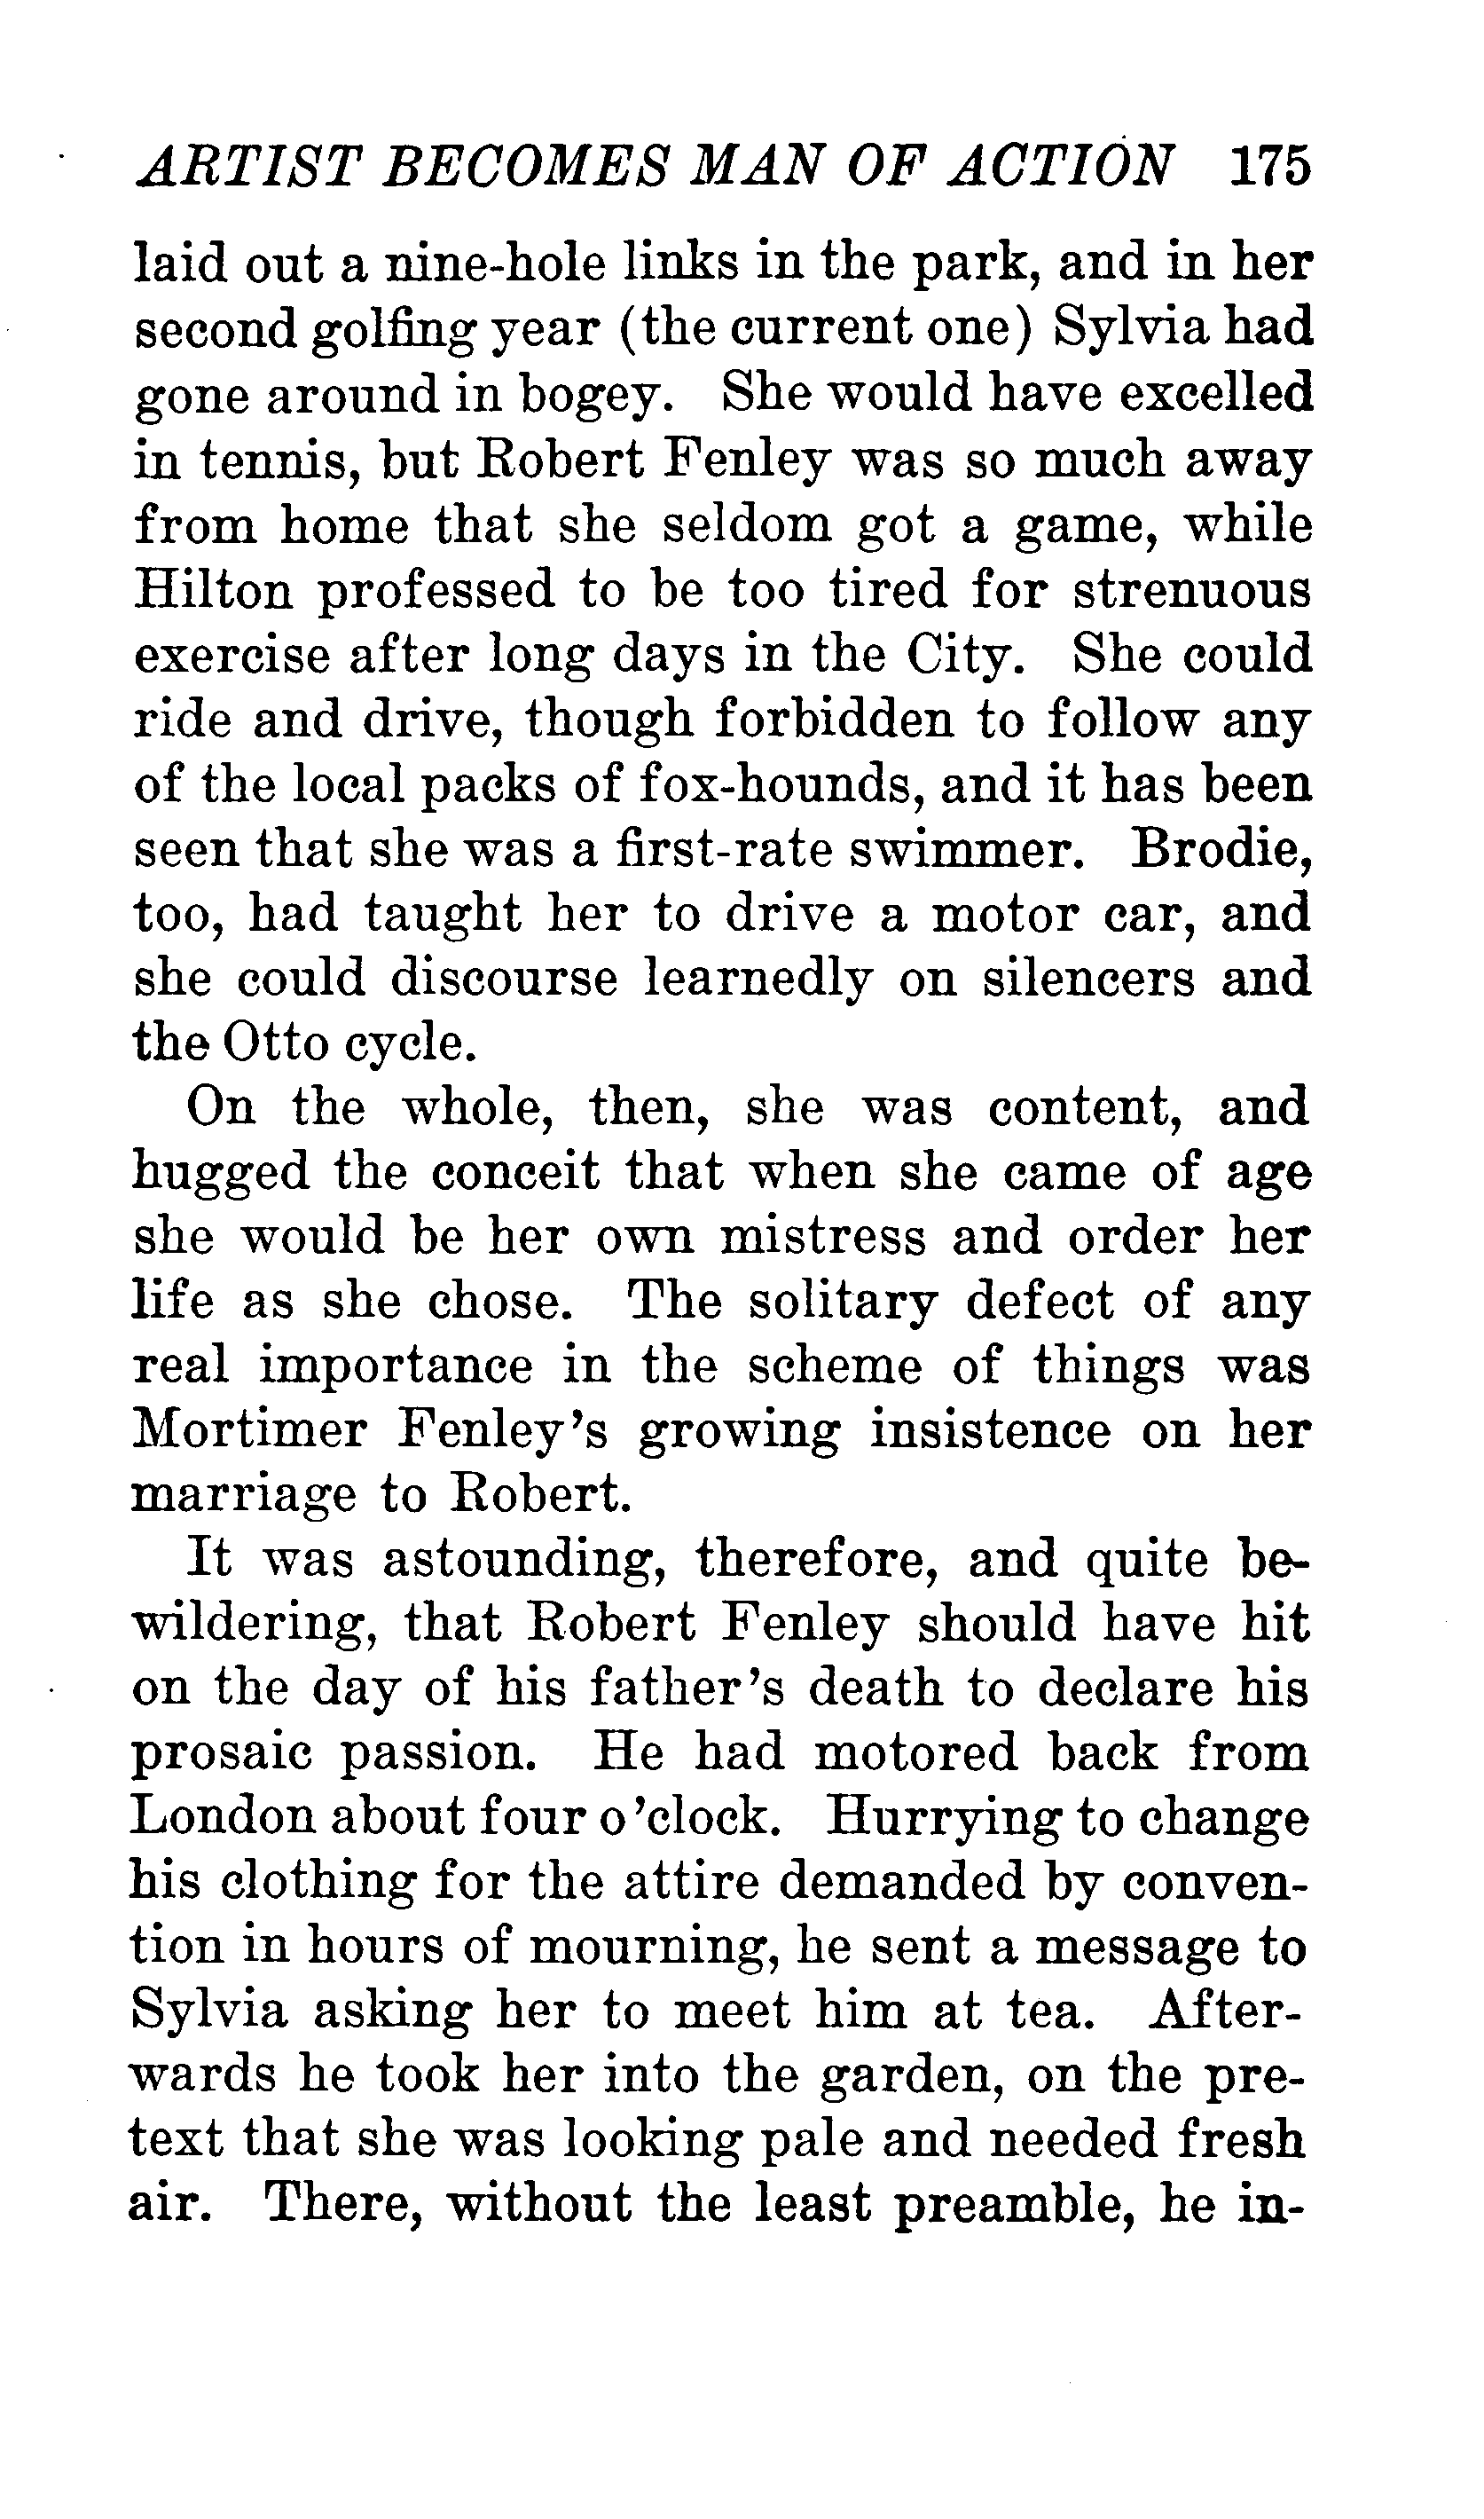 ARTIST BECOMES MAN OF ACTION 175
laid out a nine-hole links in the park, and in her
second golfing year (the current one) Sylvia had
gone around in bogey. She would have excelled
in tennis, but Robert Fenley was so much away
from home that she seldom got a game, while
Hilton professed to be too tired for strenuous
exercise after long days in the City. She could
ride and drive, though forbidden to follow any
of the local packs of fox-hounds, and it has been
seen that she was a first-rate swimmer. Brodie,
too, had taught her to drive a motor car, and
she could discourse learnedly on silencers and
the Otto cycle.
On the whole, then, she was content, and
hugged the conceit that when she came of age
she would be her own mistress and order her
life as she chose. The solitary defect of any
real importance in the scheme of things was
Mortimer Fenley's growing insistence on her
marriage to Robert.
It was astounding, therefore, and quite be-
wildering, that Robert Fenley should have hit
on the day of his father's death to declare his
prosaic passion. He had motored back from
London about four o'clock. Hurrying to change
his clothing for the attire demanded by conven-
tion in hours of mourning, he sent a message to
Sylvia asking her to meet him at tea. After-
wards he took her into the garden, on the pre-
text that she was looking pale and needed fresh
air. There, without the least preamble, he in-